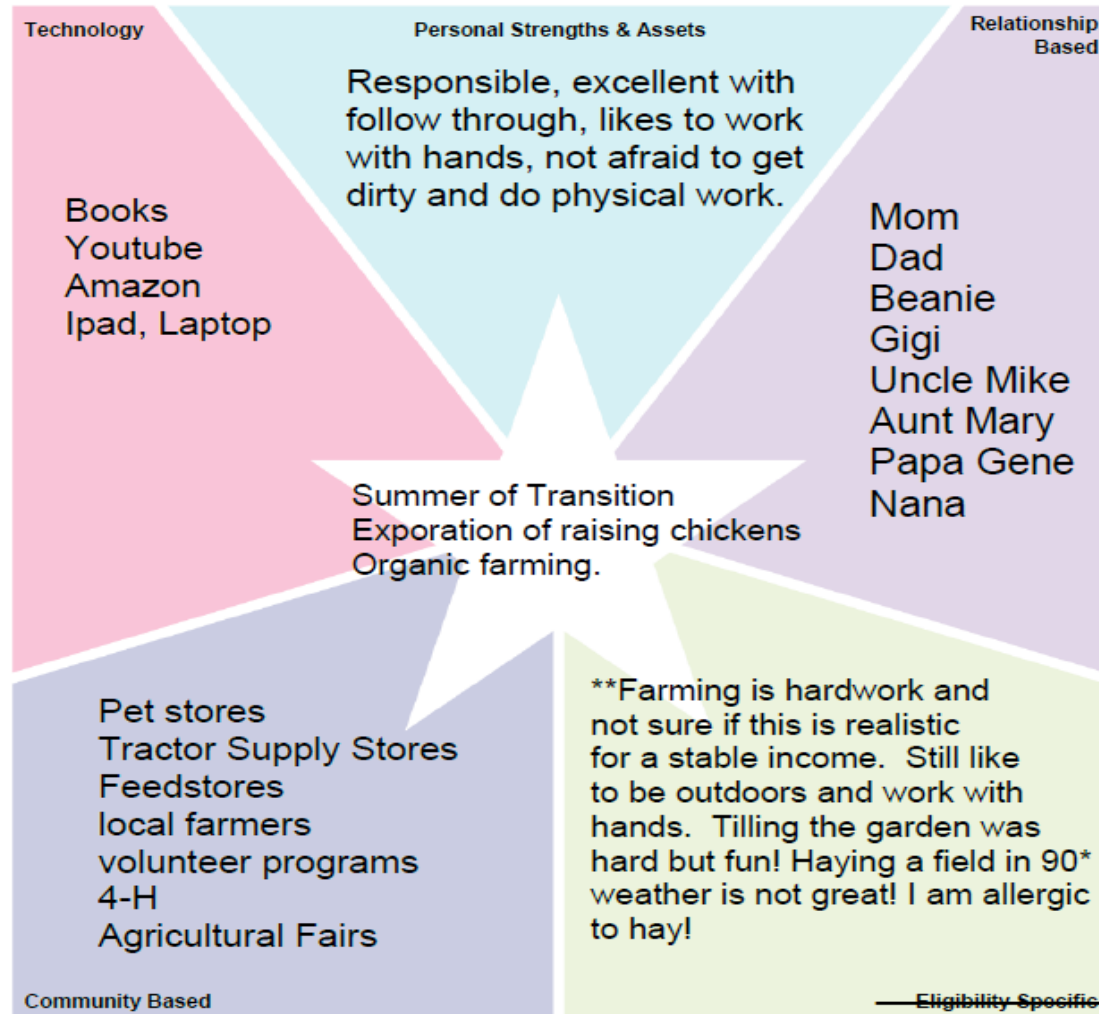 Technology
Books
Youtube
Amazon
Ipad, Laptop
Personal Strengths & Assets
Responsible, excellent with
follow through, likes to work
with hands, not afraid to get
dirty and do physical work.
Relationship
Based
Mom
Dad
Beanie
Gigi
Uncle Mike
Aunt Mary
Papa Gene
Nana
Summer of Transition
Exporation of raising chickens
Organic farming.
Pet stores
Tractor Supply Stores
Feedstores
local farmers
volunteer programs
4-H
Agricultural Fairs
Community Based
**Farming is hardwork and
not sure if this is realistic
for a stable income.  Still like
to be outdoors and work with
hands.  Tilling the garden was
hard but fun! Haying a field in 90*
weather is not great! I am allergic
to hay!
Eligibility Specific